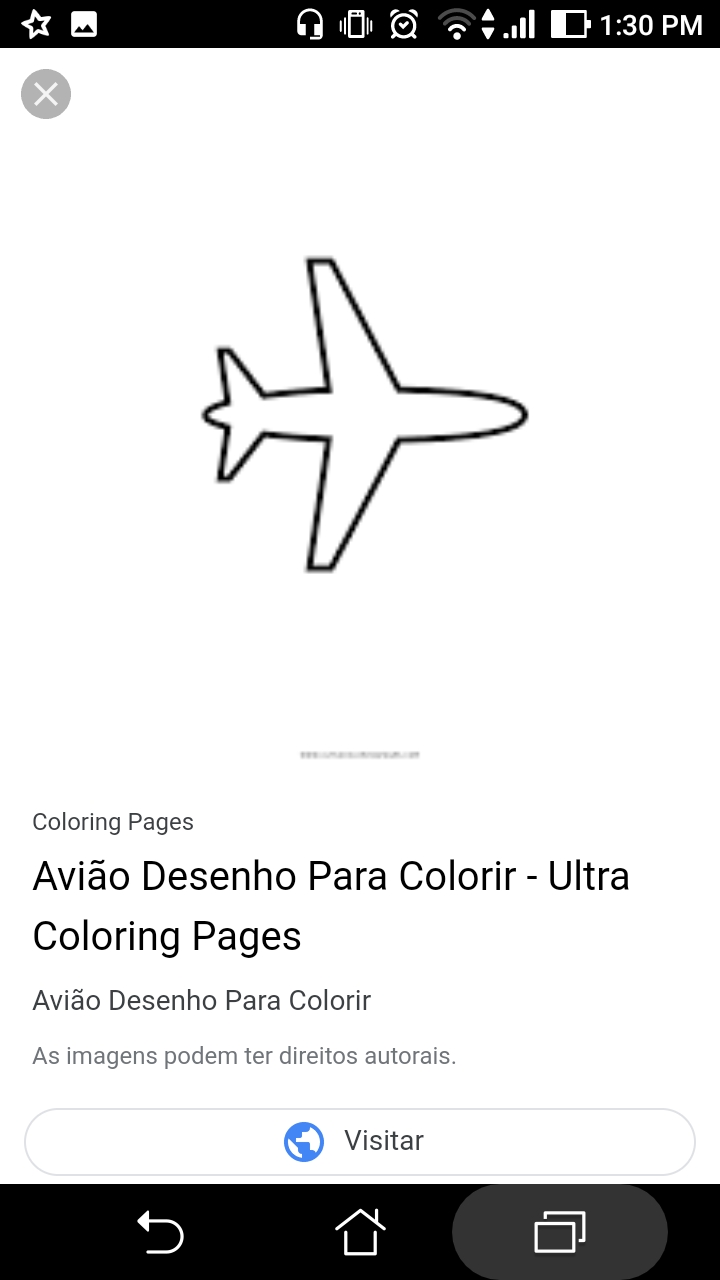 1:30 PM
Coloring Pages
Avião Desenho Para Colorir - Ultra
Coloring Pages
Avião Desenho Para Colorir
As imagens podem ter direitos autorais.
Visitar